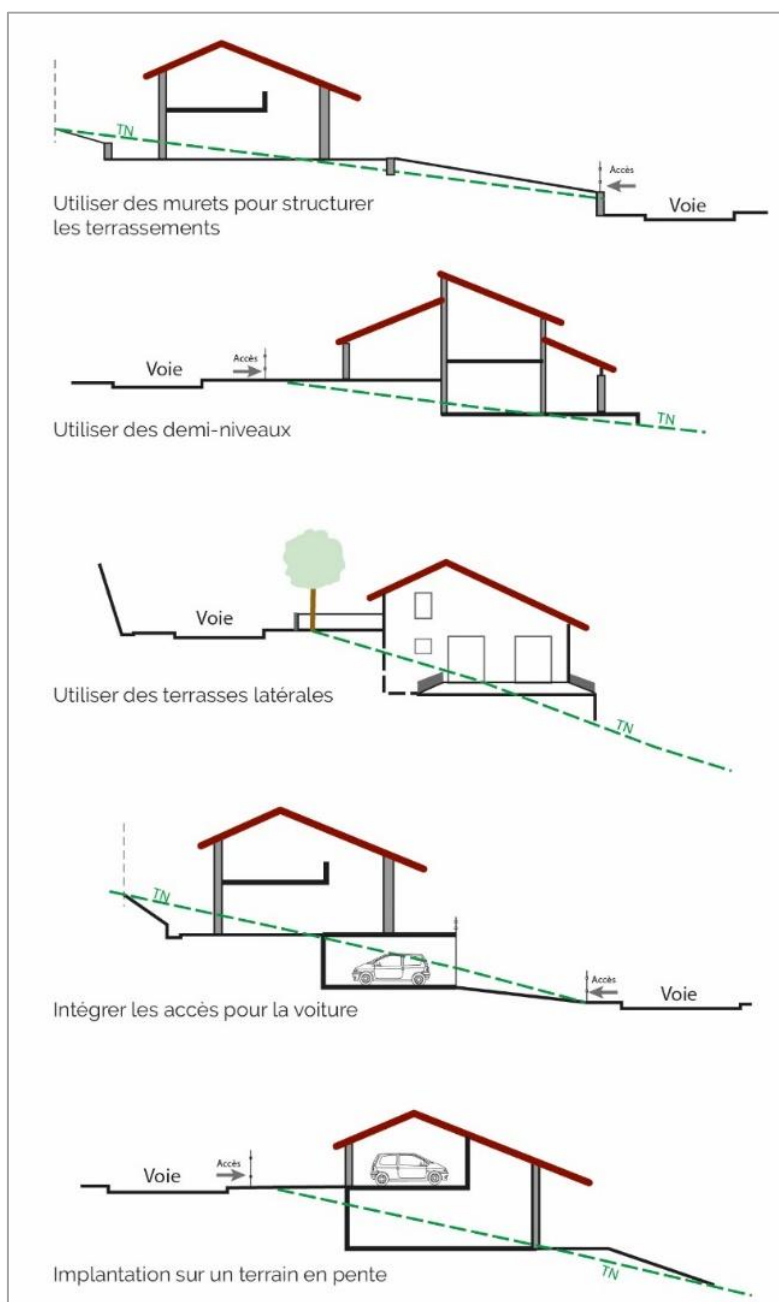 TN
Accès
Voie
Utiliser des murets pour structurer
les terrassements
Voie
Accès
TN
Utiliser des demi-niveaux
Voie
Utiliser des terrasses latérales
TN
TN
Accès
Voie
Intégrer les accès pour la voiture
Voie
Accès
TN
Implantation sur un terrain en pente